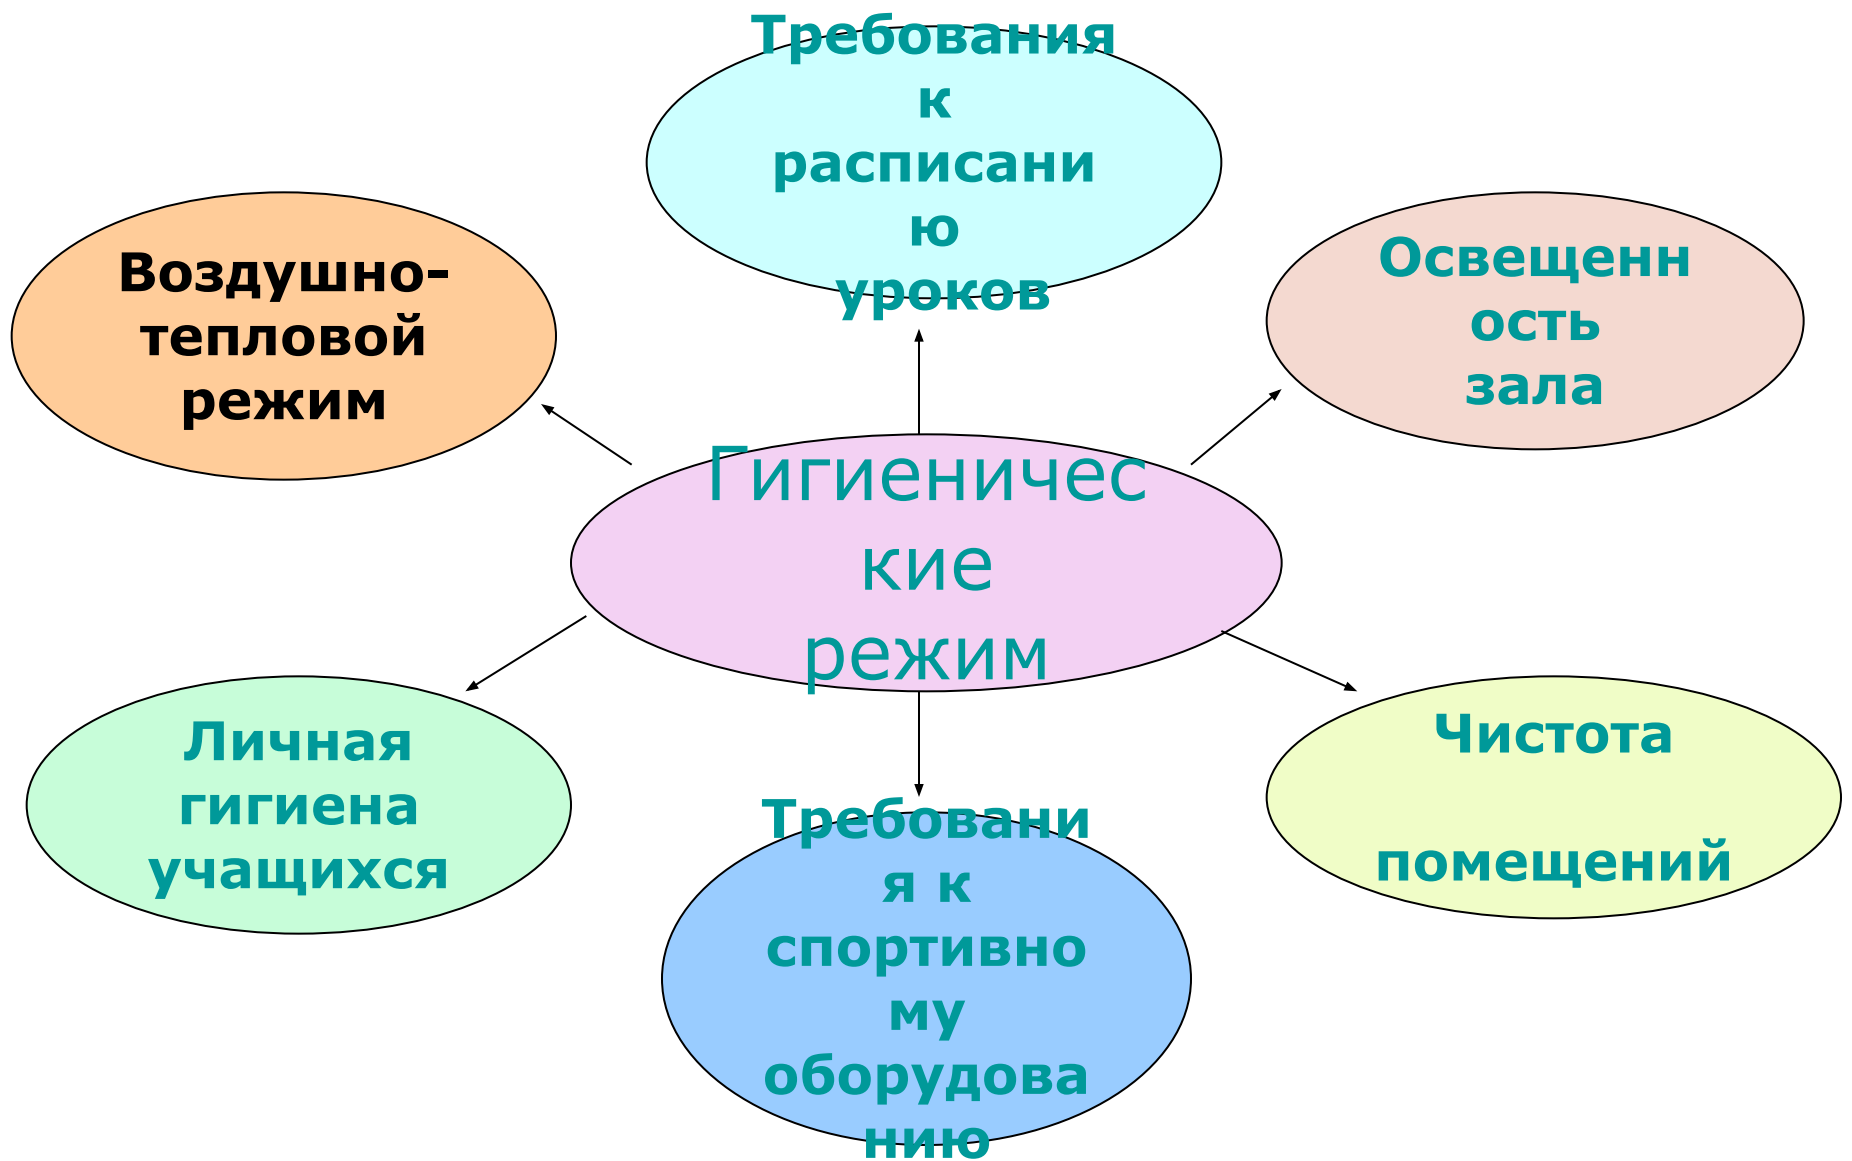 Требования
к
расписани
ю
уроков
Воздушно-
тепловой
режим
Освещенн
ость
зала
Гигиеничес
кие
режим
Личная
гигиена
учащихся
Чистота
помещений
Требовани
я к
спортивно
му
оборудова
нию